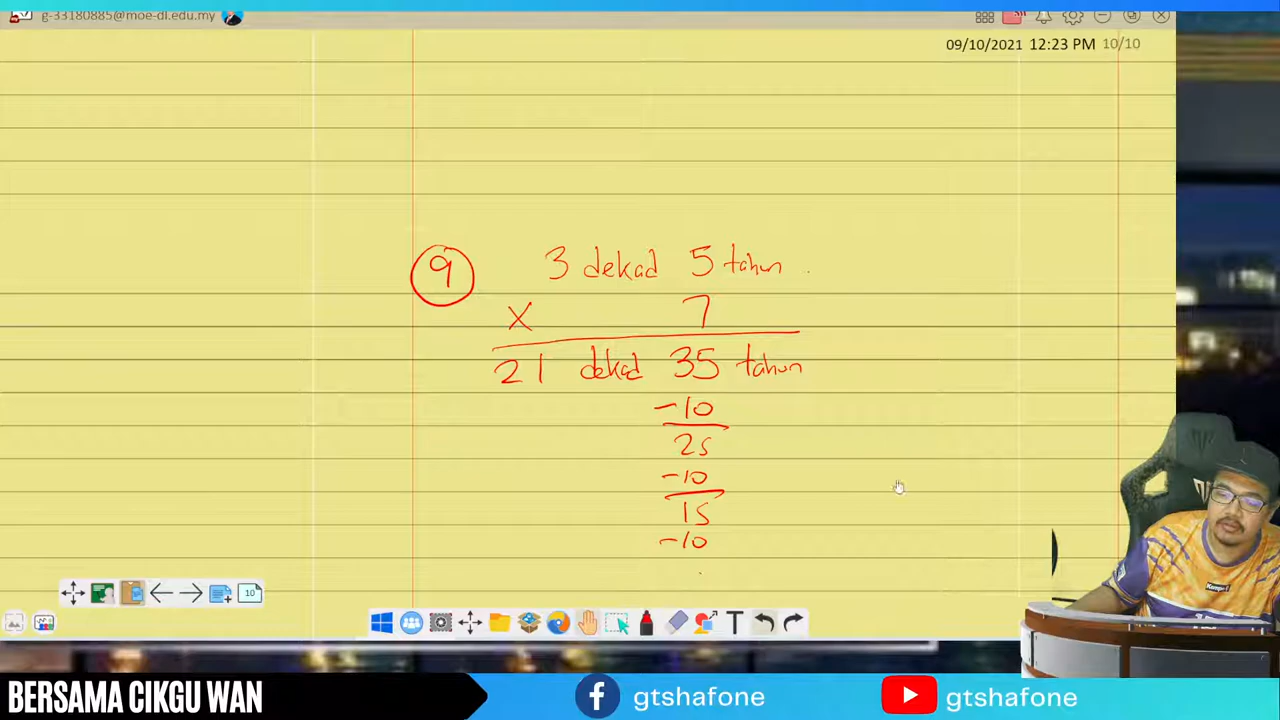 g-33180885@moe-dl.edu.my
09/10/2021 12:23 PM 10/10
9 3 dekad 5 tahun
x 7
21 dekad 35 tahun
-10
25
-10
15
-10
10
T
BERSAMA CIKGU WAN
gtshafone
gtshafone